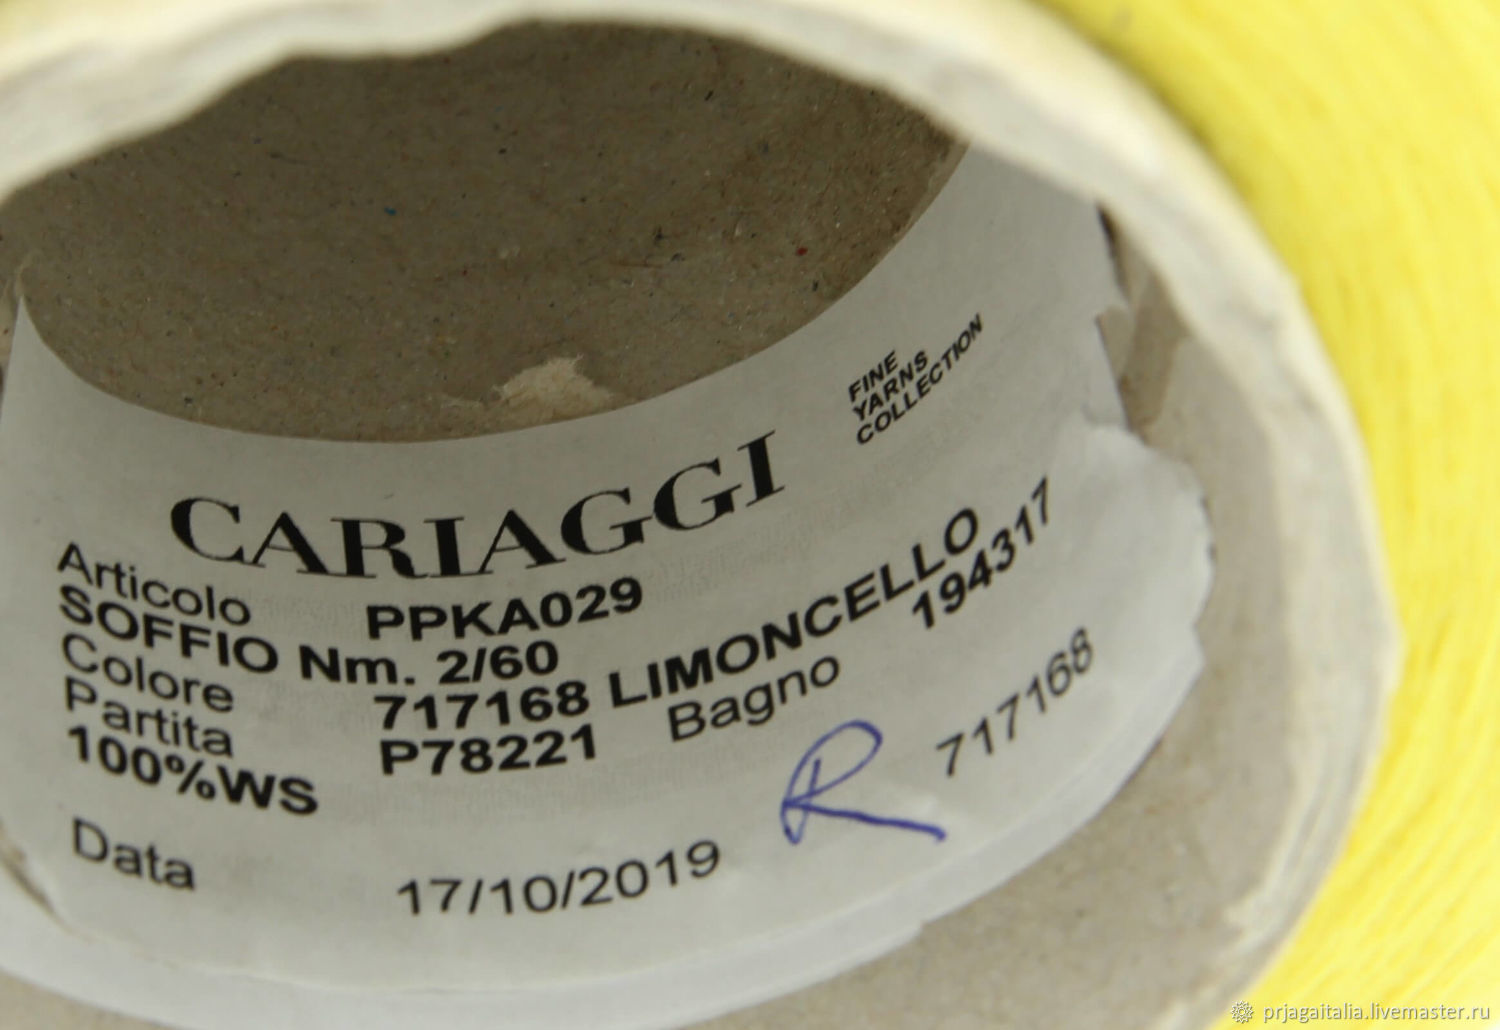 FINE
YARNS
COLLECTION
CARIAGGI
Articolo PPKA029
SOFFIO Nm. 2/60
Colore 717168 LIMONCELLO
Partita P78221 Bagno 194317
100%WS
R 717168
Data 17/10/2019
prjagaitalia.livemaster.ru